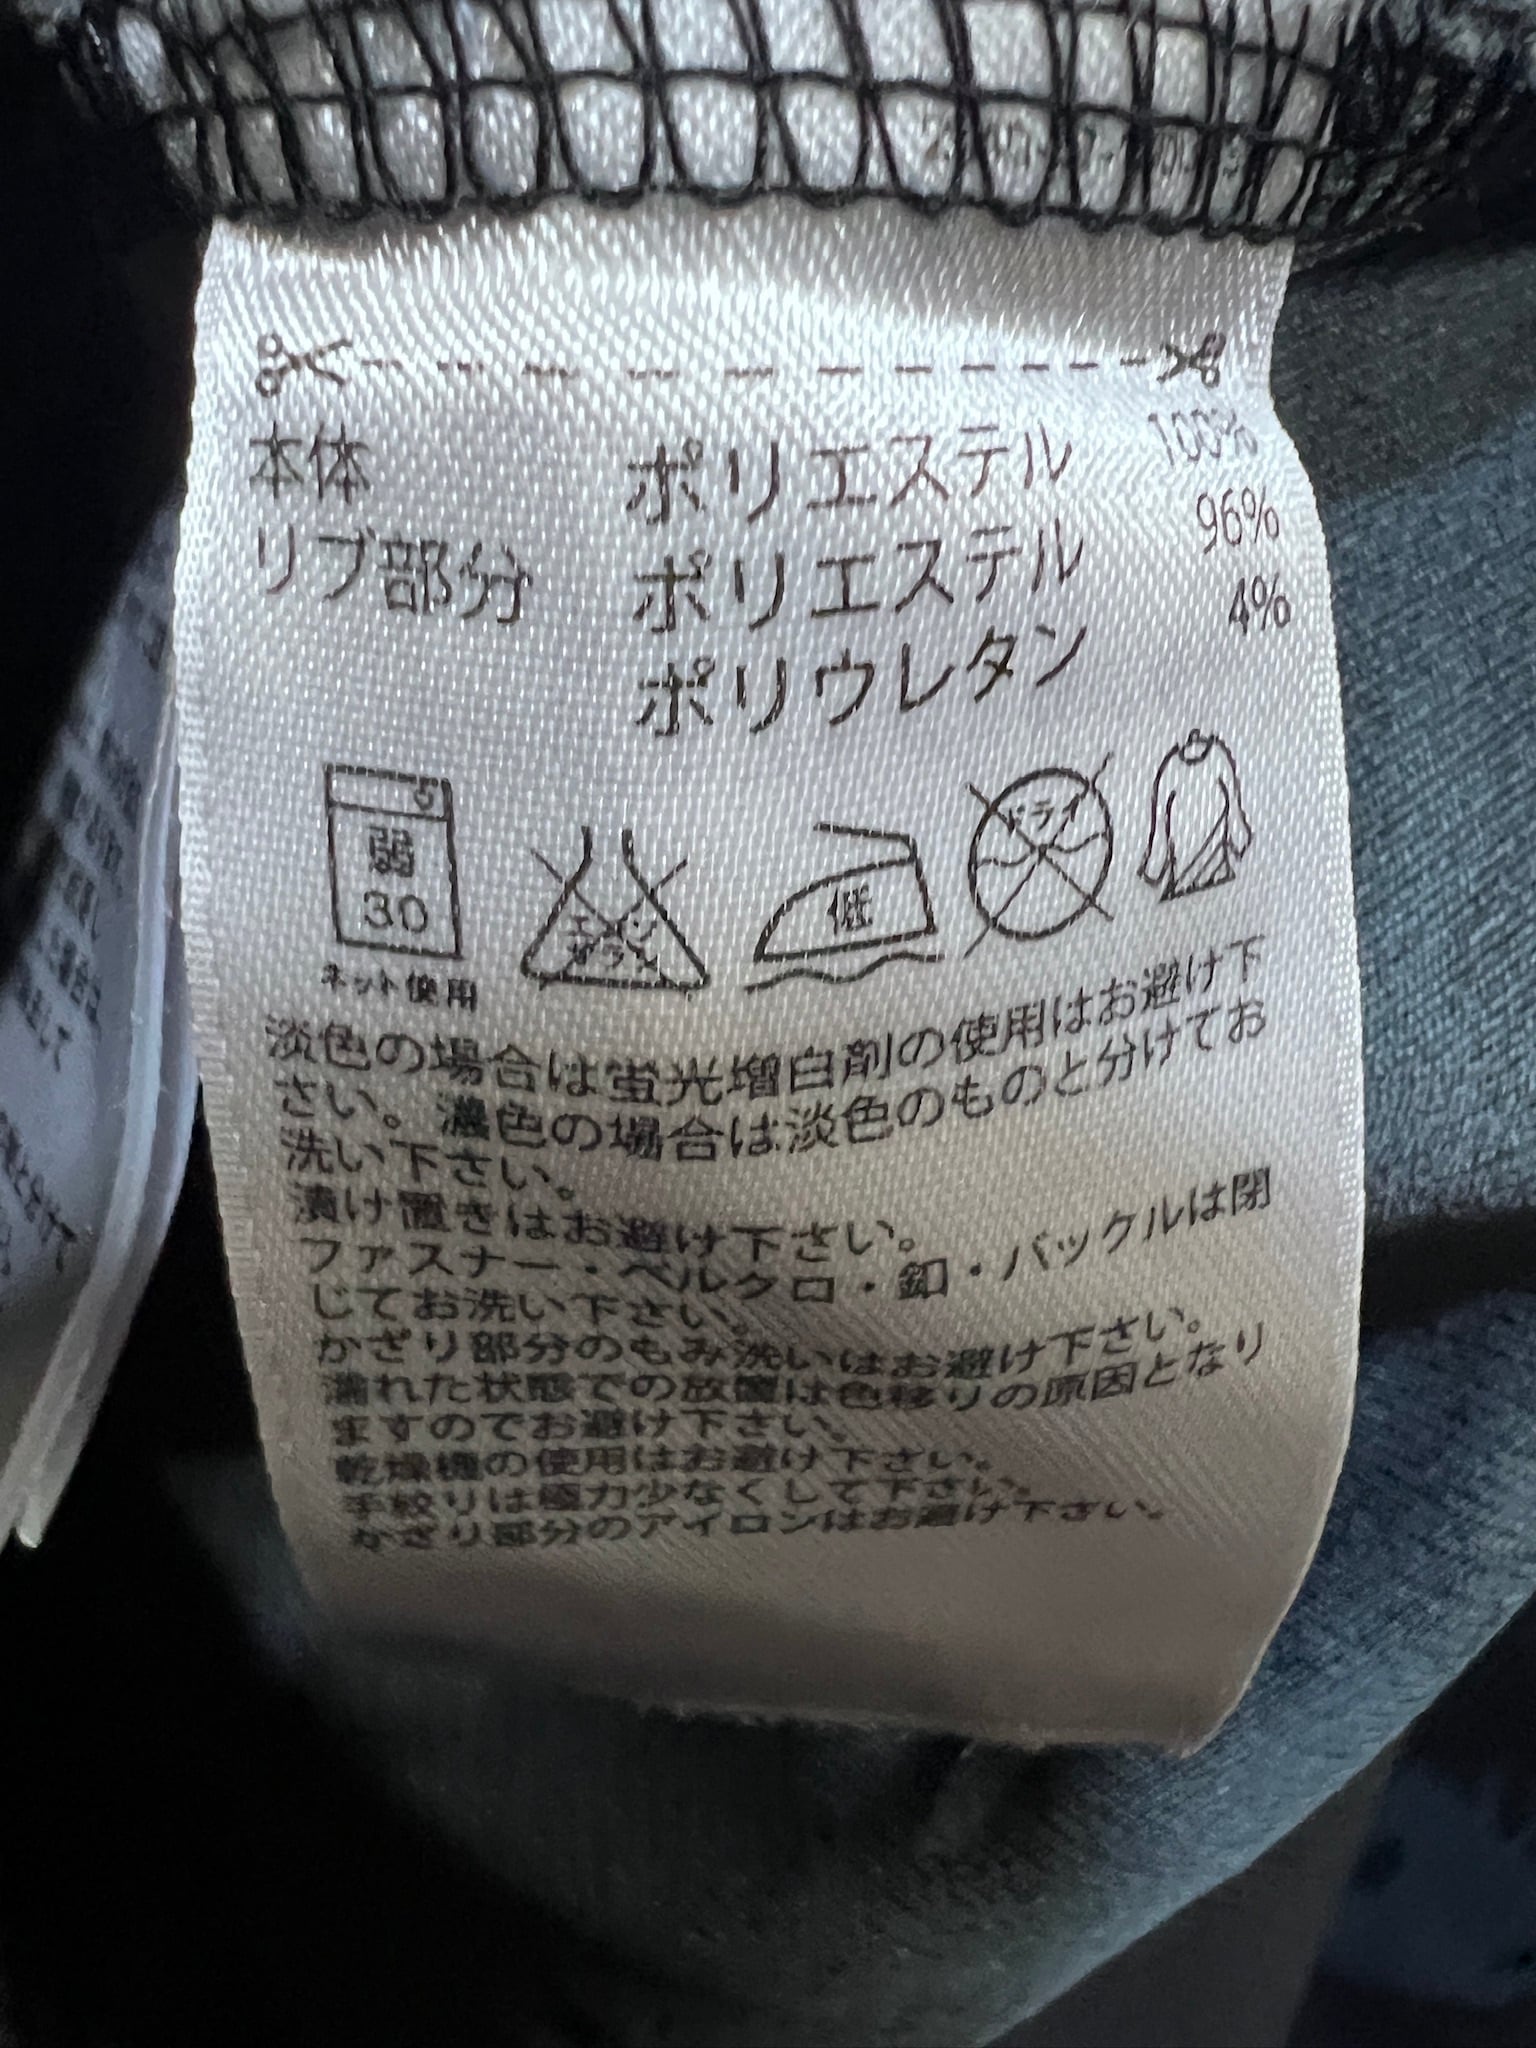 本体 ポリエステル 100%
リブ部分 ポリエステル 96%
ポリウレタン 4%
弱
30
ネット使用
エンソ
サラシ
低
ドライ
淡色の場合は蛍光増白剤の使用はお避け下
さい。濃色の場合は淡色のものと分けてお
洗い下さい。
漬け置きはお避け下さい。
ファスナー・ベルクロ・釦・バックルは閉
じてお洗い下さい。
かざり部分のもみ洗いはお避け下さい。
濡れた状態での放置は色移りの原因となり
ますのでお避け下さい。
乾燥機の使用はお避け下さい。
手絞りは極力少なくして下さい。
かざり部分のアイロンはお避け下さい。